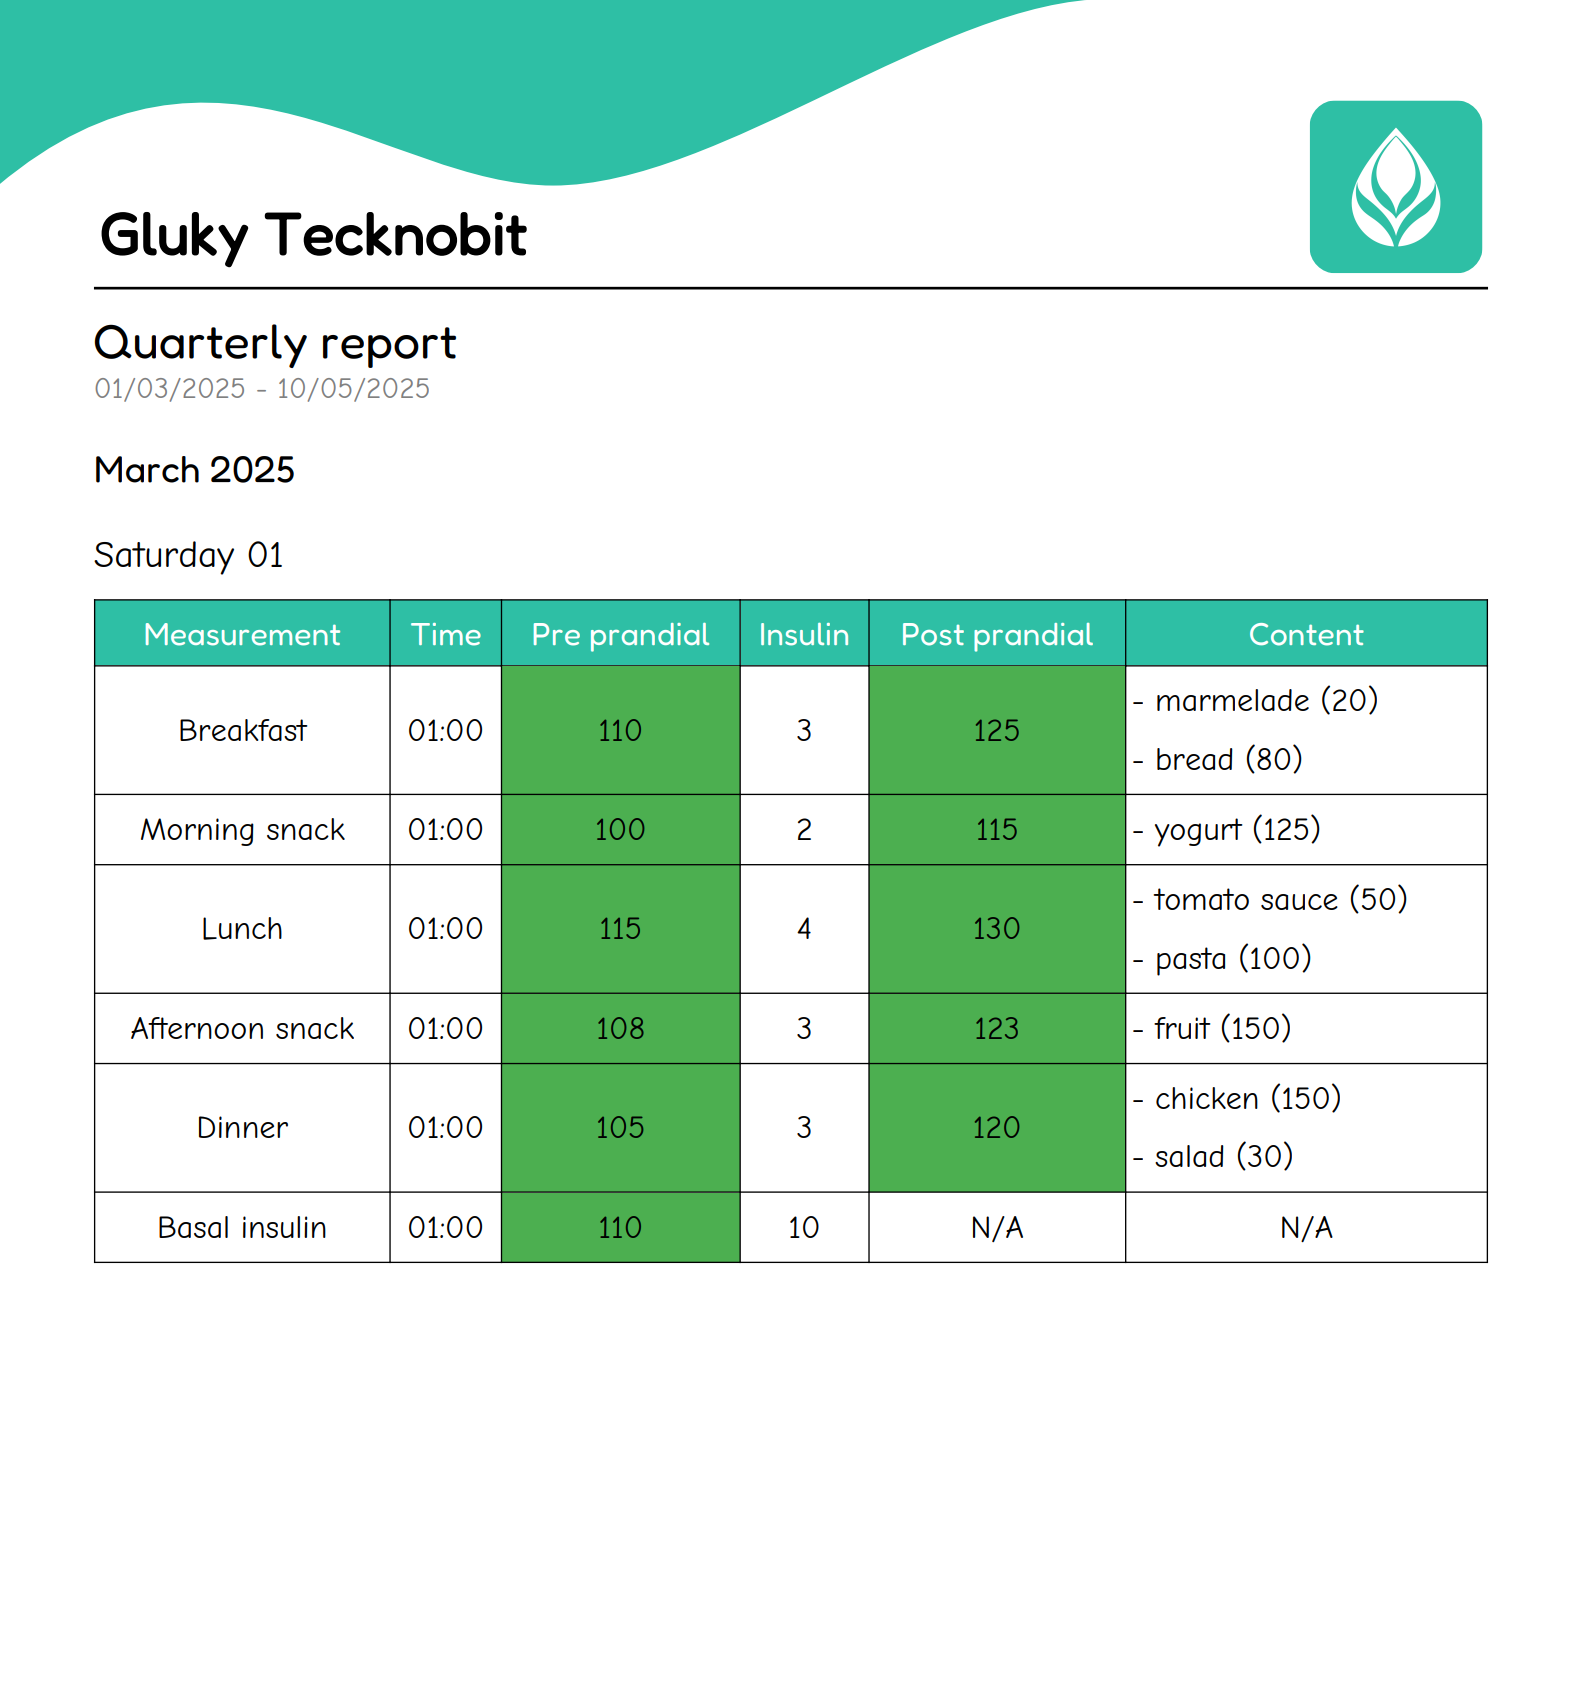 Gluky Tecknobit
Quarterly report
01/03/2025 - 10/05/2025
March 2025
Saturday 01
Measurement Time Pre prandial Insulin Post prandial Content
Breakfast 01:00 110 3 125 - marmelade (20)
- bread (80)
Morning snack 01:00 100 2 115 - yogurt (125)
Lunch 01:00 115 4 130 - tomato sauce (50)
- pasta (100)
Afternoon snack 01:00 108 3 123 - fruit (150)
Dinner 01:00 105 3 120 - chicken (150)
- salad (30)
Basal insulin 01:00 110 10 N/A N/A